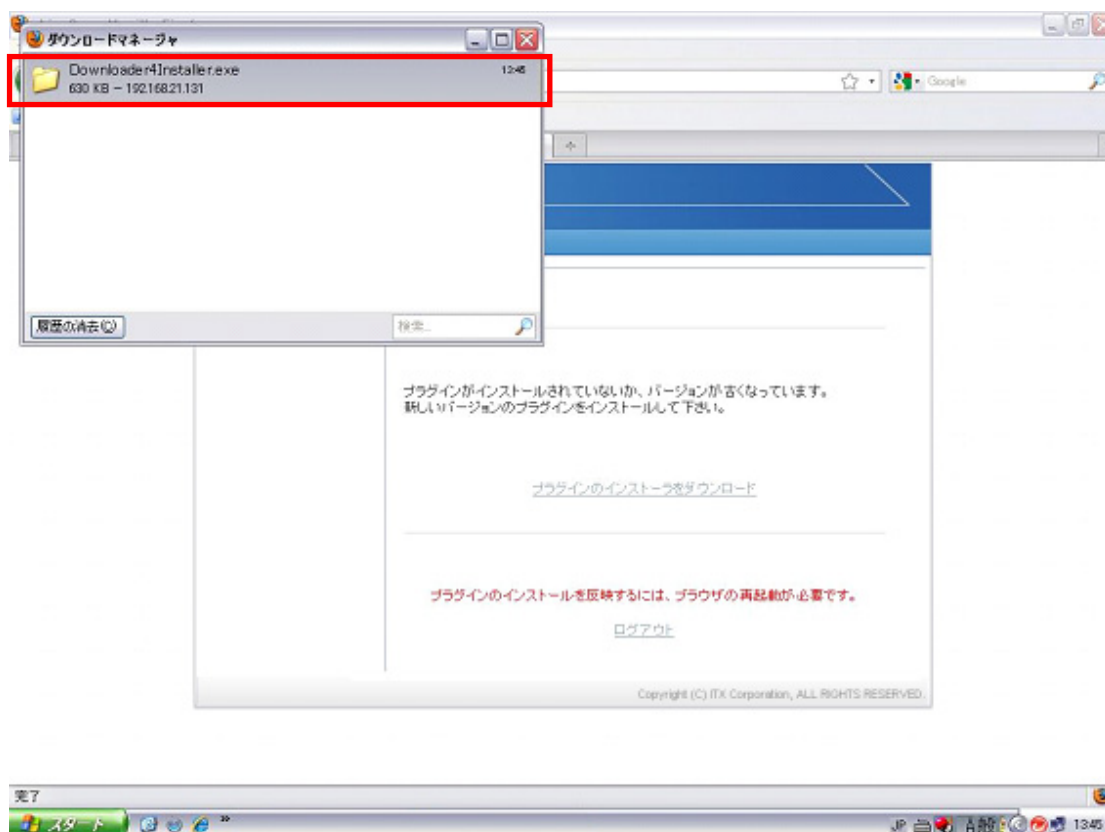 ダウンロードマネージャ
Downloader4Installer.exe
13:45
630 KB — 192.168.21.131
Google
履歴の消去(C)
検索...
プラグインがインストールされていないか、バージョンが古くなっています。
新しいバージョンのプラグインをインストールして下さい。
プラグインのインストーラをダウンロード
プラグインのインストールを反映するには、ブラウザの再起動が必要です。
ログアウト
Copyright (C) ITX Corporation, ALL RIGHTS RESERVED.
完了
スタート
»
JP
A 般
13:45